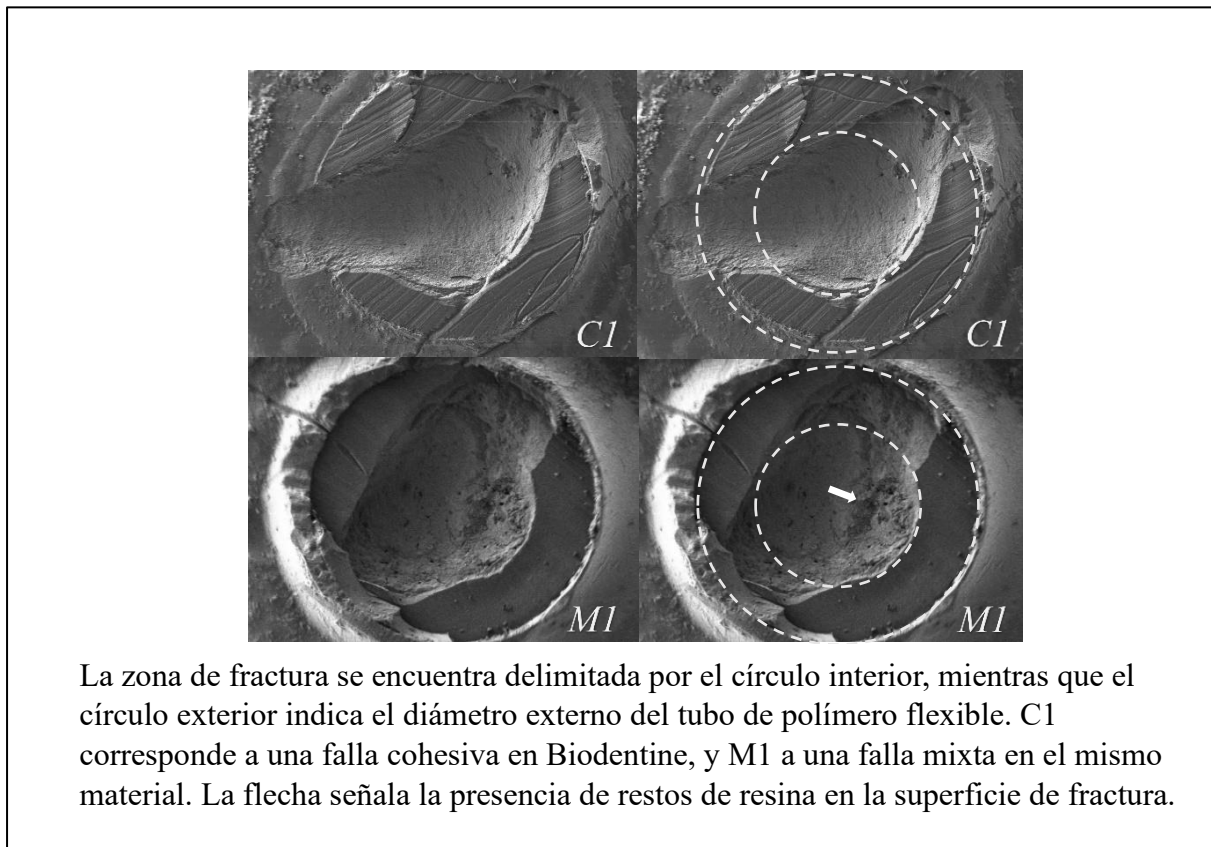 C1
C1
M1
M1
La zona de fractura se encuentra delimitada por el círculo interior, mientras que el
círculo exterior indica el diámetro externo del tubo de polímero flexible. C1
corresponde a una falla cohesiva en Biodentine, y M1 a una falla mixta en el mismo
material. La flecha señala la presencia de restos de resina en la superficie de fractura.